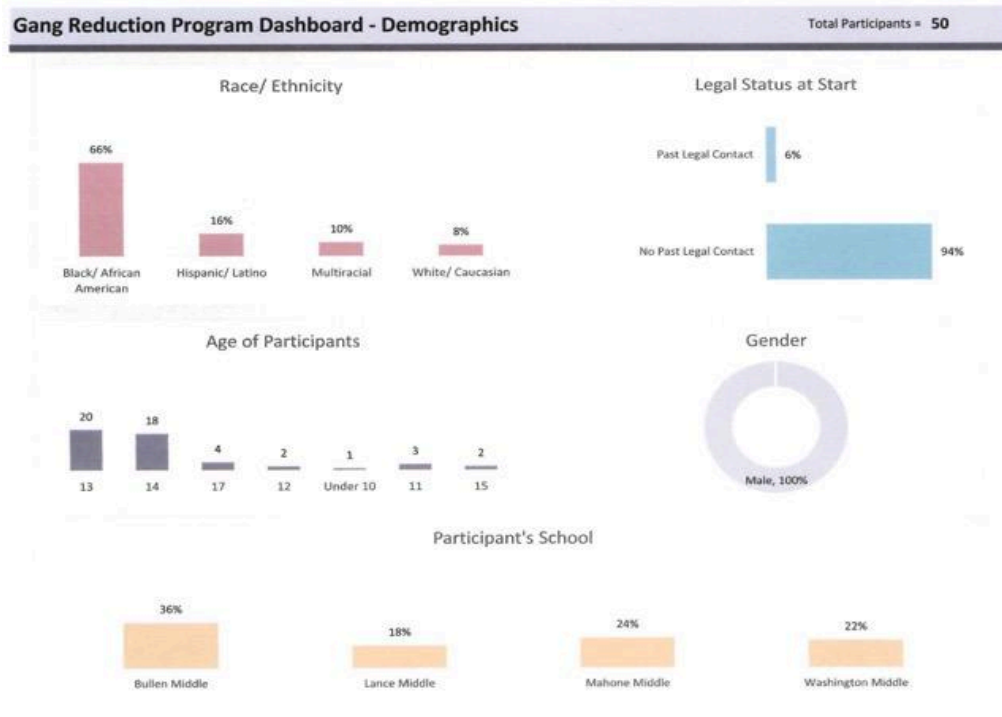 Gang Reduction Program Dashboard - Demographics
Total Participants = 50
Race/ Ethnicity
66%
16%
10%
8%
Black/ African
American
Hispanic/ Latino
Multiracial
White/ Caucasian
Legal Status at Start
Past Legal Contact
6%
No Past Legal Contact
94%
Age of Participants
20
18
4
2
1
3
2
13
14
17
12
Under 10
11
15
Gender
Male, 100%
Participant's School
36%
18%
24%
22%
Bullen Middle
Lance Middle
Mahone Middle
Washington Middle